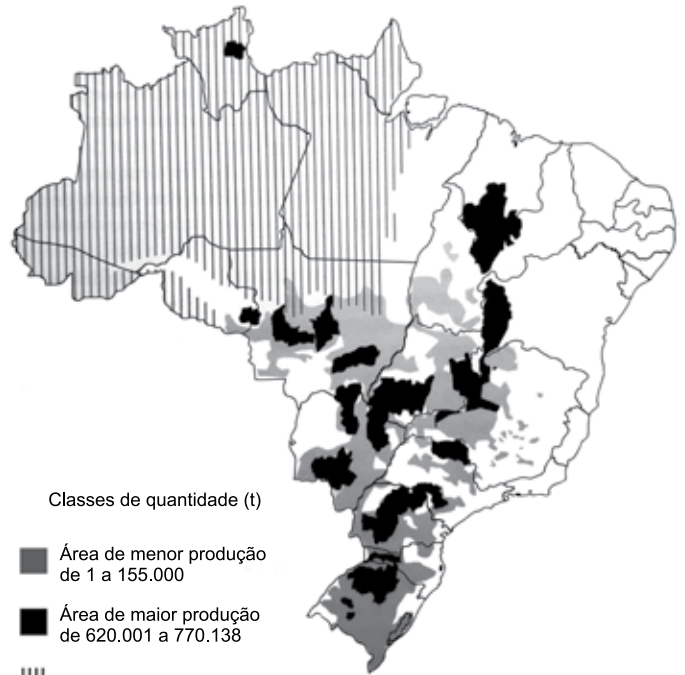 Classes de quantidade (t)
Área de menor produção
de 1 a 155.000
Área de maior produção
de 620.001 a 770.138